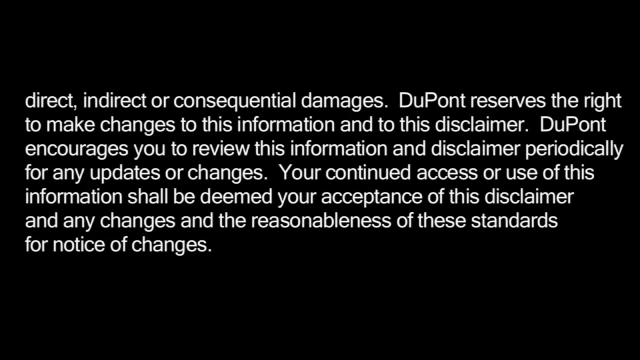 direct, indirect or consequential damages.  DuPont reserves the right
to make changes to this information and to this disclaimer.  DuPont
encourages you to review this information and disclaimer periodically
for any updates or changes.  Your continued access or use of this
information shall be deemed your acceptance of this disclaimer
and any changes and the reasonableness of these standards
for notice of changes.